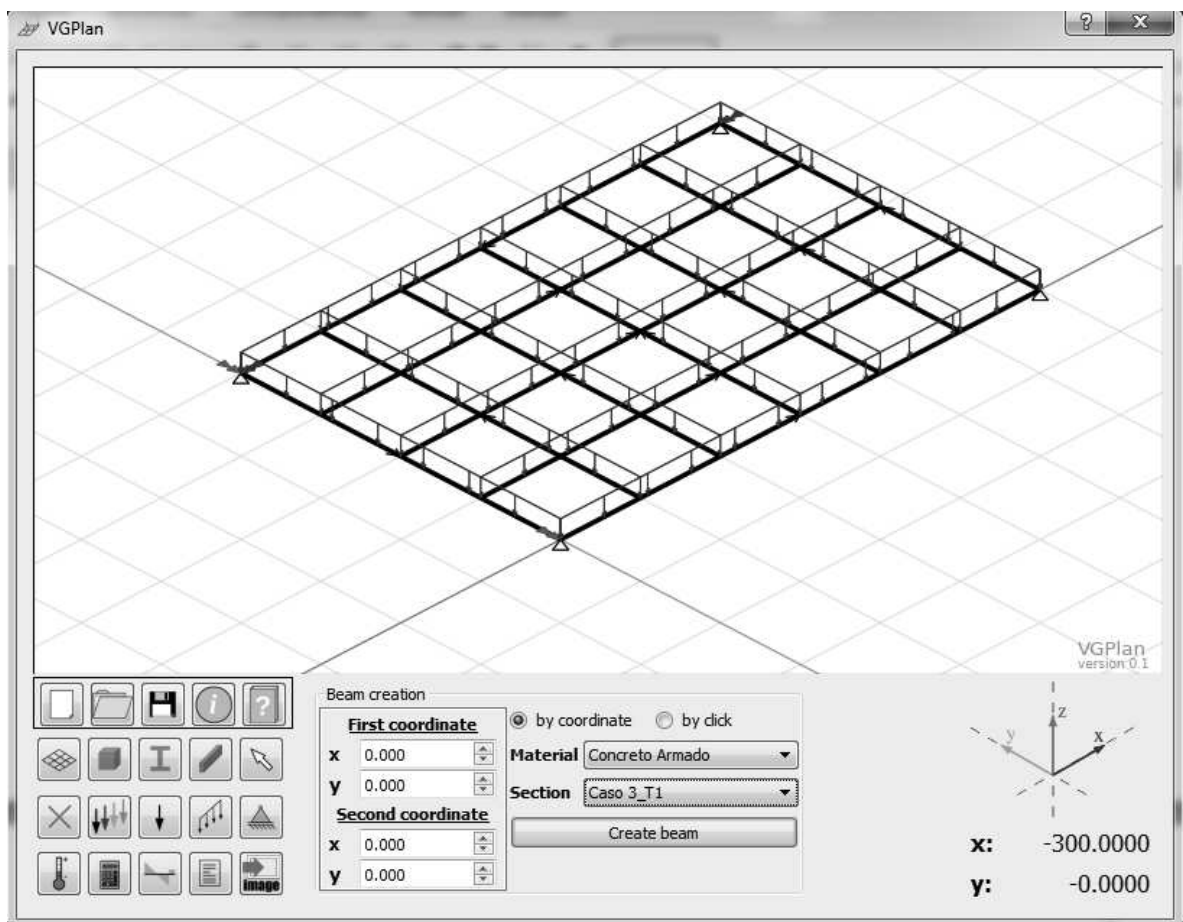 VGPlan
?
x
VGPlan
version 0.1
i
?
image
Beam creation
First coordinate
x 0.000
y 0.000
Second coordinate
x 0.000
y 0.000
by coordinate by click
Material Concreto Armado
Section Caso 3_T1
Create beam
z
y
x
x: -300.0000
y: -0.0000